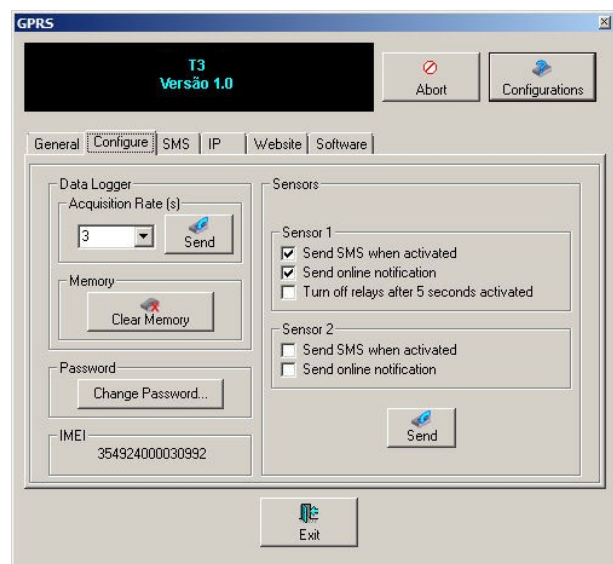 GPRS
T3
Versão 1.0
Abort
Configurations
General
Configure
SMS
IP
Website
Software
Data Logger
Acquisition Rate (s)
3
Send
Memory
Clear Memory
Password
Change Password...
IMEI
354924000030992
Sensors
Sensor 1
Send SMS when activated
Send online notification
Turn off relays after 5 seconds activated
Sensor 2
Send SMS when activated
Send online notification
Send
Exit